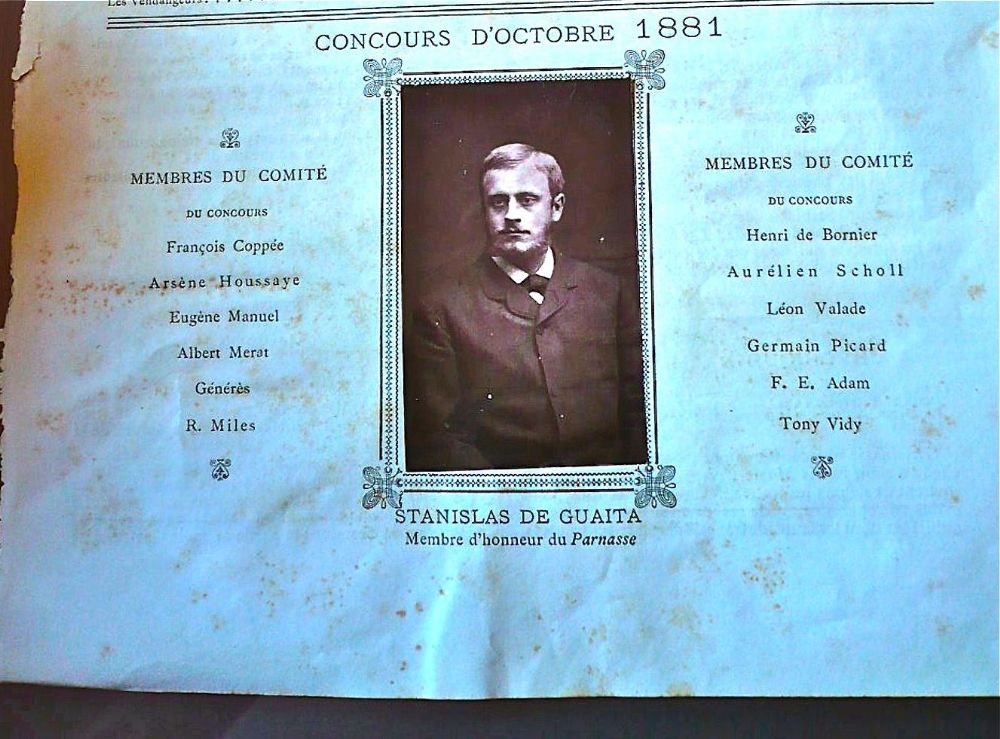 Les Vendangeurs. . . . . .
CONCOURS D'OCTOBRE 1881
MEMBRES DU COMITÉ
DU CONCOURS
François Coppée
Arsène Houssaye
Eugène Manuel
Albert Merat
Générès
R. Miles
MEMBRES DU COMITÉ
DU CONCOURS
Henri de Bornier
Aurélien Scholl
Léon Valade
Germain Picard
F. E. Adam
Tony Vidy
STANISLAS DE GUAITA
Membre d'honneur du Parnasse